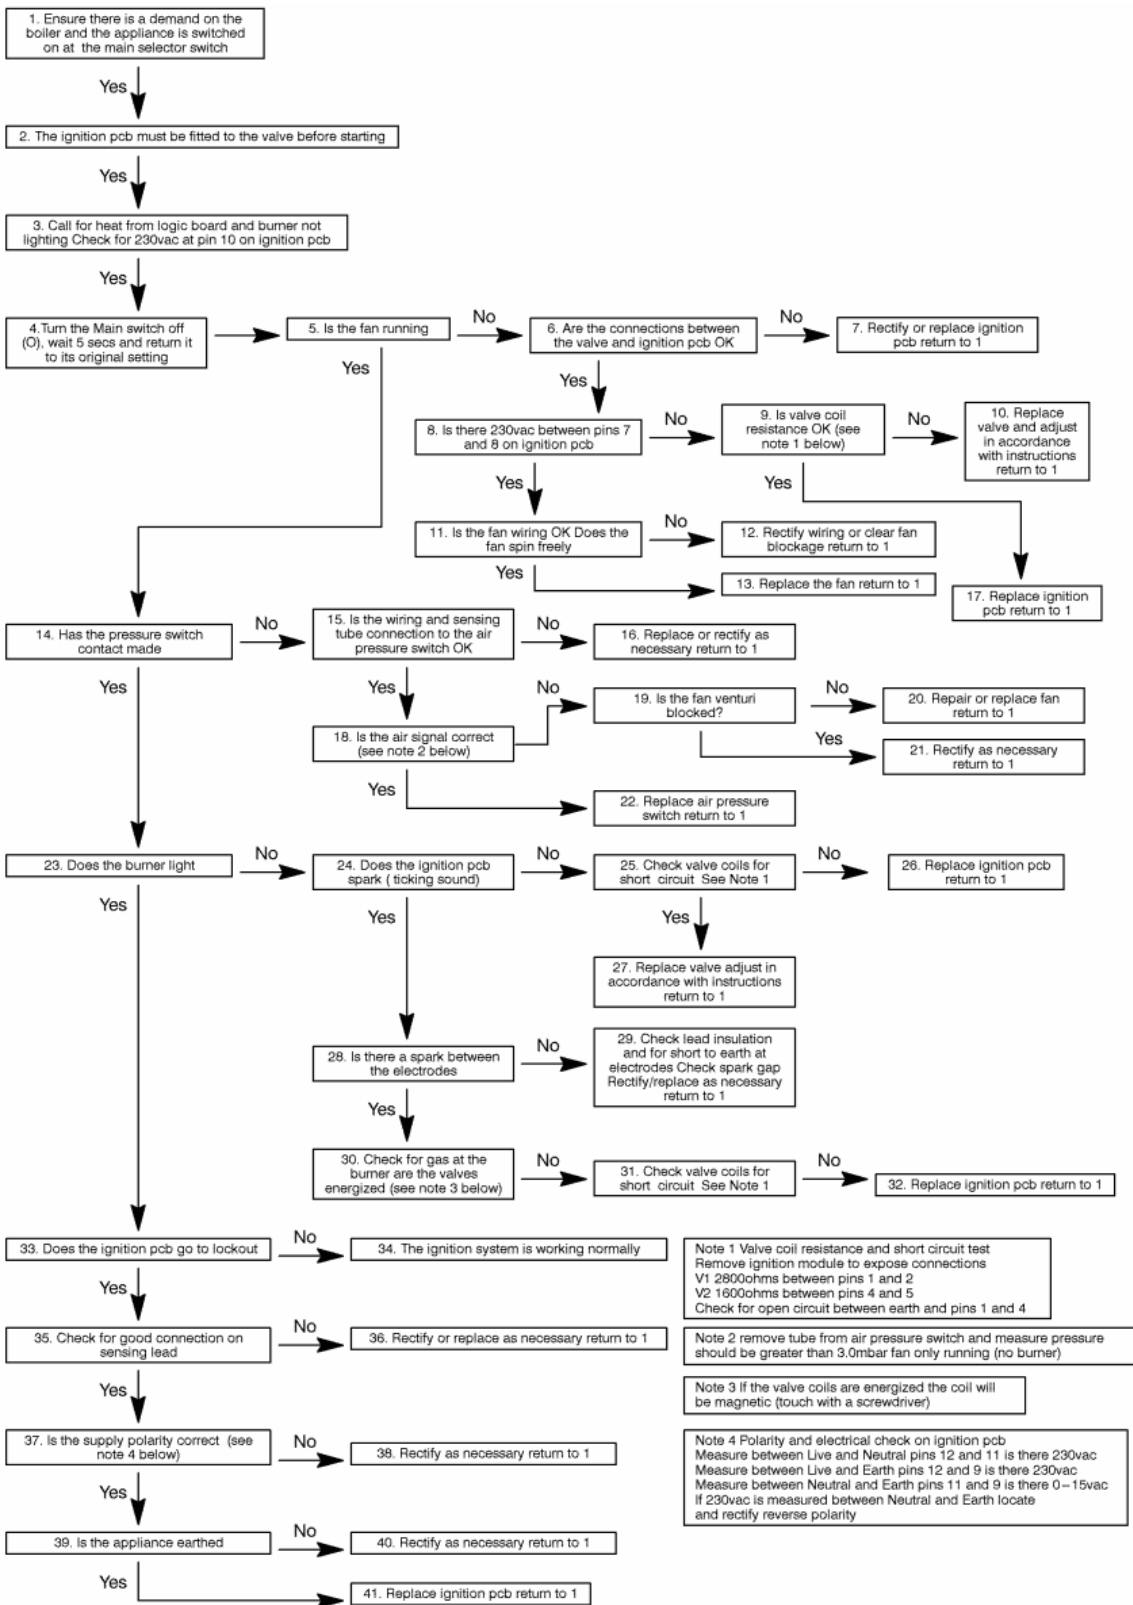 1. Ensure there is a demand on the
boiler and the appliance is switched
on at the main selector switch
Yes
2. The ignition pcb must be fitted to the valve before starting
Yes
3. Call for heat from logic board and burner not
lighting Check for 230vac at pin 10 on ignition pcb
Yes
4.Turn the Main switch off
(O), wait 5 secs and return it
to its original setting
5. Is the fan running
No
6. Are the connections between
the valve and ignition pcb OK
No
7. Rectify or replace ignition
pcb return to 1
Yes
Yes
8. Is there 230vac between pins 7
and 8 on ignition pcb
No
9. Is valve coil
resistance OK (see
note 1 below)
No
10. Replace
valve and adjust
in accordance
with instructions
return to 1
Yes
Yes
11. Is the fan wiring OK Does the
fan spin freely
No
12. Rectify wiring or clear fan
blockage return to 1
Yes
13. Replace the fan return to 1
17. Replace ignition
pcb return to 1
14. Has the pressure switch
contact made
No
15. Is the wiring and sensing
tube connection to the air
pressure switch OK
No
16. Replace or rectify as
necessary return to 1
Yes
Yes
18. Is the air signal correct
(see note 2 below)
No
19. Is the fan venturi
blocked?
No
20. Repair or replace fan
return to 1
Yes
21. Rectify as necessary
return to 1
Yes
22. Replace air pressure
switch return to 1
23. Does the burner light
No
24. Does the ignition pcb
spark ( ticking sound)
No
25. Check valve coils for
short circuit See Note 1
No
26. Replace ignition pcb
return to 1
Yes
Yes
Yes
27. Replace valve adjust in
accordance with instructions
return to 1
28. Is there a spark between
the electrodes
No
29. Check lead insulation
and for short to earth at
electrodes Check spark gap
Rectify/replace as necessary
return to 1
Yes
30. Check for gas at the
burner are the valves
energized (see note 3 below)
No
31. Check valve coils for
short circuit See Note 1
No
32. Replace ignition pcb return to 1
33. Does the ignition pcb go to lockout
No
34. The ignition system is working normally
Yes
35. Check for good connection on
sensing lead
36. Rectify or replace as necessary return to 1
Yes
37. Is the supply polarity correct (see
note 4 below)
No
38. Rectify as necessary return to 1
Yes
39. Is the appliance earthed
No
40. Rectify as necessary return to 1
Yes
41. Replace ignition pcb return to 1
Note 1 Valve coil resistance and short circuit test
Remove ignition module to expose connections
V1 2800ohms between pins 1 and 2
V2 1600ohms between pins 4 and 5
Check for open circuit between earth and pins 1 and 4
Note 2 remove tube from air pressure switch and measure pressure
should be greater than 3.0mbar fan only running (no burner)
Note 3 If the valve coils are energized the coil will
be magnetic (touch with a screwdriver)
Note 4 Polarity and electrical check on ignition pcb
Measure between Live and Neutral pins 12 and 11 is there 230vac
Measure between Live and Earth pins 12 and 9 is there 230vac
Measure between Neutral and Earth pins 11 and 9 is there 0–15vac
If 230vac is measured between Neutral and Earth locate
and rectify reverse polarity